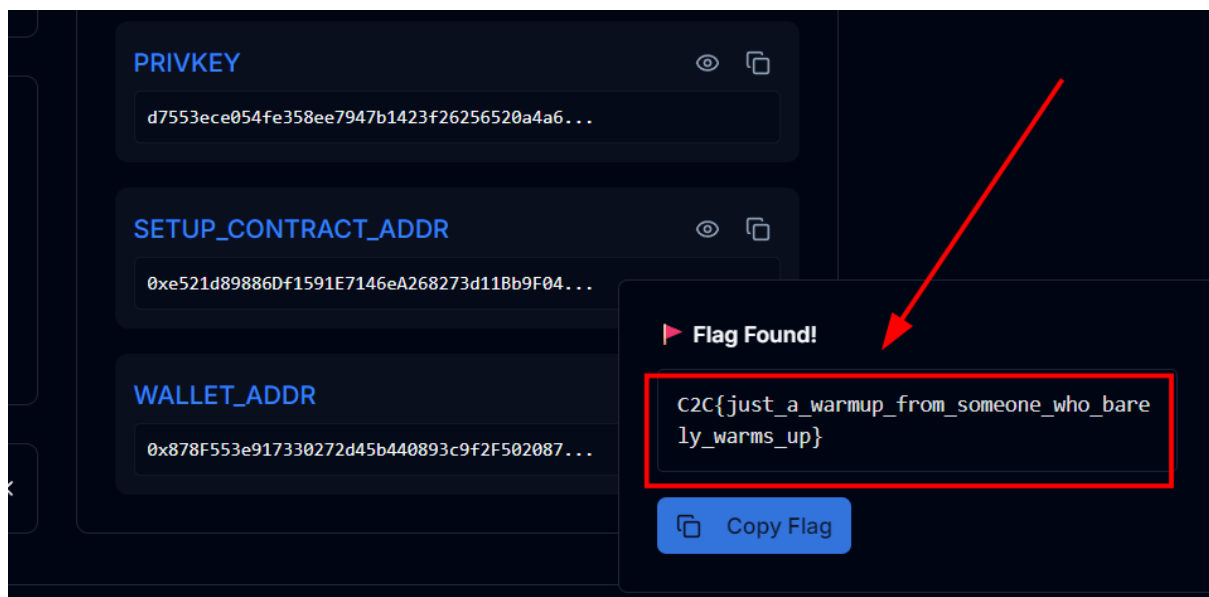 PRIVKEY
d7553ece054fe358ee7947b1423f26256520a4a6...
SETUP_CONTRACT_ADDR
0xe521d89886Df1591E7146eA268273d11Bb9F04...
WALLET_ADDR
0x878F553e917330272d45b440893c9f2F502087...
Flag Found!
C2C{just_a_warmup_from_someone_who_bare
ly_warms_up}
Copy Flag